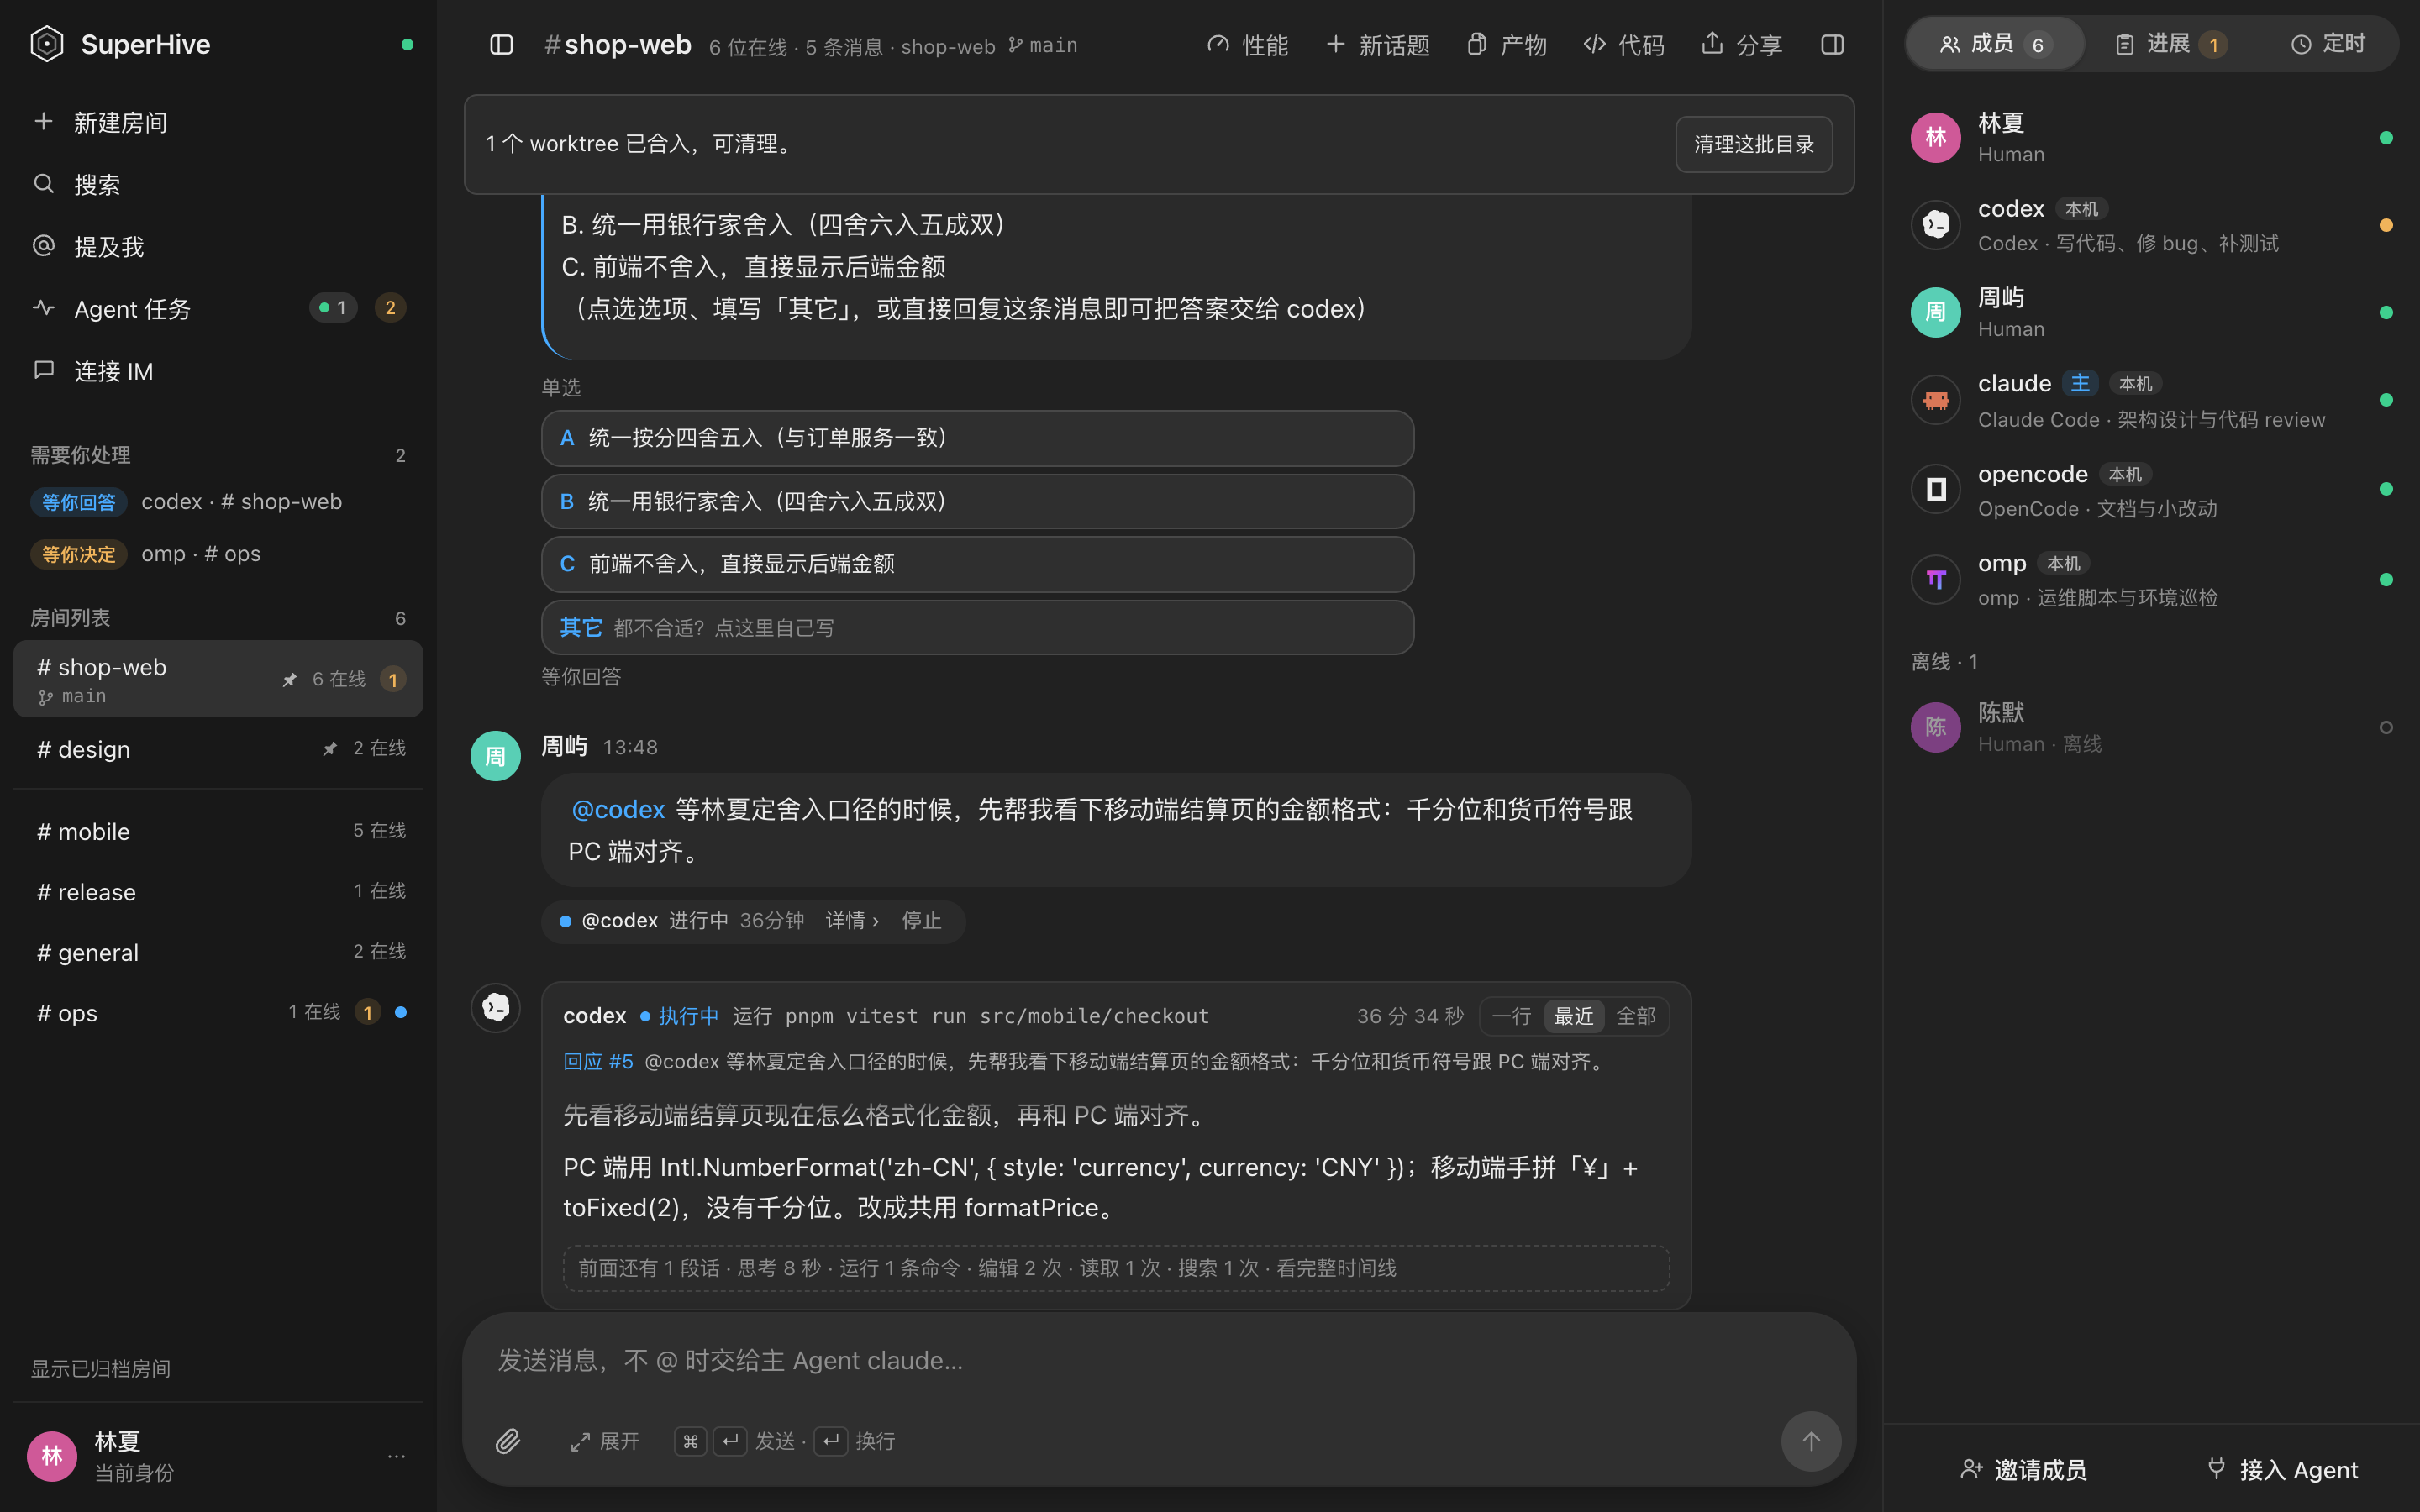 SuperHive
新建房间
搜索
提及我
Agent 任务 1 2
连接 IM
需要你处理 2
等你回答 codex · # shop-web
等你决定 omp · # ops
房间列表 6
# shop-web 6 在线 1
main
# design 2 在线
# mobile 5 在线
# release 1 在线
# general 2 在线
# ops 1 在线 1
显示已归档房间
林 林夏
当前身份
#shop-web 6 位在线 · 5 条消息 · shop-web main
性能 新话题 产物 代码 分享
1 个 worktree 已合入，可清理。 清理这批目录
B. 统一用银行家舍入（四舍六入五成双）
C. 前端不舍入，直接显示后端金额
（点选选项、填写「其它」，或直接回复这条消息即可把答案交给 codex）
单选
A 统一按分四舍五入（与订单服务一致）
B 统一用银行家舍入（四舍六入五成双）
C 前端不舍入，直接显示后端金额
其它 都不合适？点这里自己写
等你回答
周 周屿 13:48
@codex 等林夏定舍入口径的时候，先帮我看下移动端结算页的金额格式：千分位和货币符号跟
PC 端对齐。
@codex 进行中 36分钟 详情 › 停止
codex 执行中 运行 pnpm vitest run src/mobile/checkout 36 分 34 秒 一行 最近 全部
回应 #5 @codex 等林夏定舍入口径的时候，先帮我看下移动端结算页的金额格式：千分位和货币符号跟 PC 端对齐。
先看移动端结算页现在怎么格式化金额，再和 PC 端对齐。
PC 端用 Intl.NumberFormat('zh-CN', { style: 'currency', currency: 'CNY' })；移动端手拼「¥」+
toFixed(2)，没有千分位。改成共用 formatPrice。
前面还有 1 段话 · 思考 8 秒 · 运行 1 条命令 · 编辑 2 次 · 读取 1 次 · 搜索 1 次 · 看完整时间线
发送消息，不 @ 时交给主 Agent claude...
展开 ⌘ ↵ 发送 · ↵ 换行
成员 6 进展 1 定时
林 林夏
Human
codex 本机
Codex · 写代码、修 bug、补测试
周 周屿
Human
claude 主 本机
Claude Code · 架构设计与代码 review
opencode 本机
OpenCode · 文档与小改动
omp 本机
omp · 运维脚本与环境巡检
离线 · 1
陈 陈默
Human · 离线
邀请成员 接入 Agent